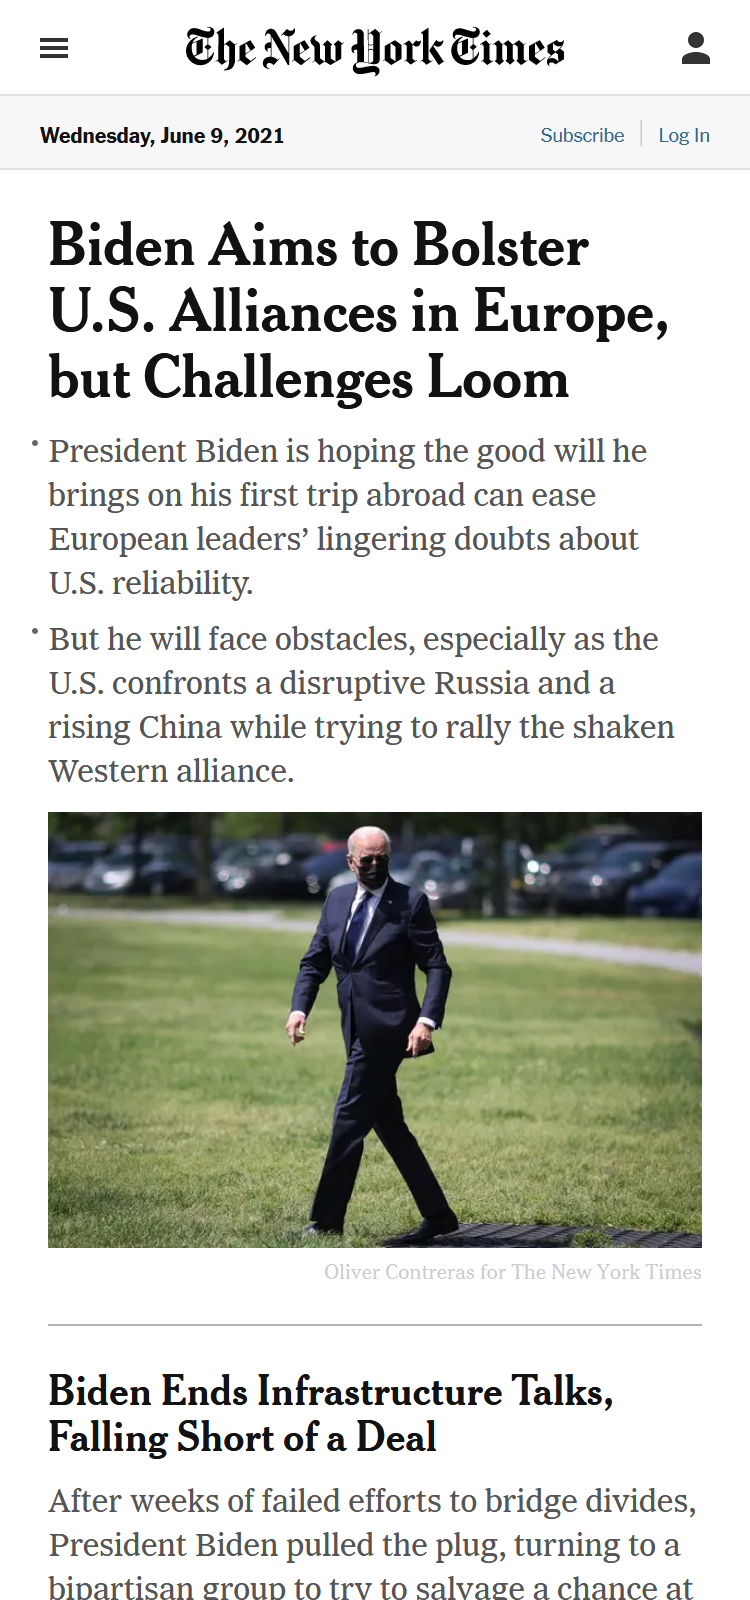 The New York Times
Wednesday, June 9, 2021
Subscribe
Log In
Biden Aims to Bolster
U.S. Alliances in Europe,
but Challenges Loom
• President Biden is hoping the good will he
brings on his first trip abroad can ease
European leaders’ lingering doubts about
U.S. reliability.
• But he will face obstacles, especially as the
U.S. confronts a disruptive Russia and a
rising China while trying to rally the shaken
Western alliance.
Oliver Contreras for The New York Times
Biden Ends Infrastructure Talks,
Falling Short of a Deal
After weeks of failed efforts to bridge divides,
President Biden pulled the plug, turning to a
bipartisan group to try to salvage a chance at